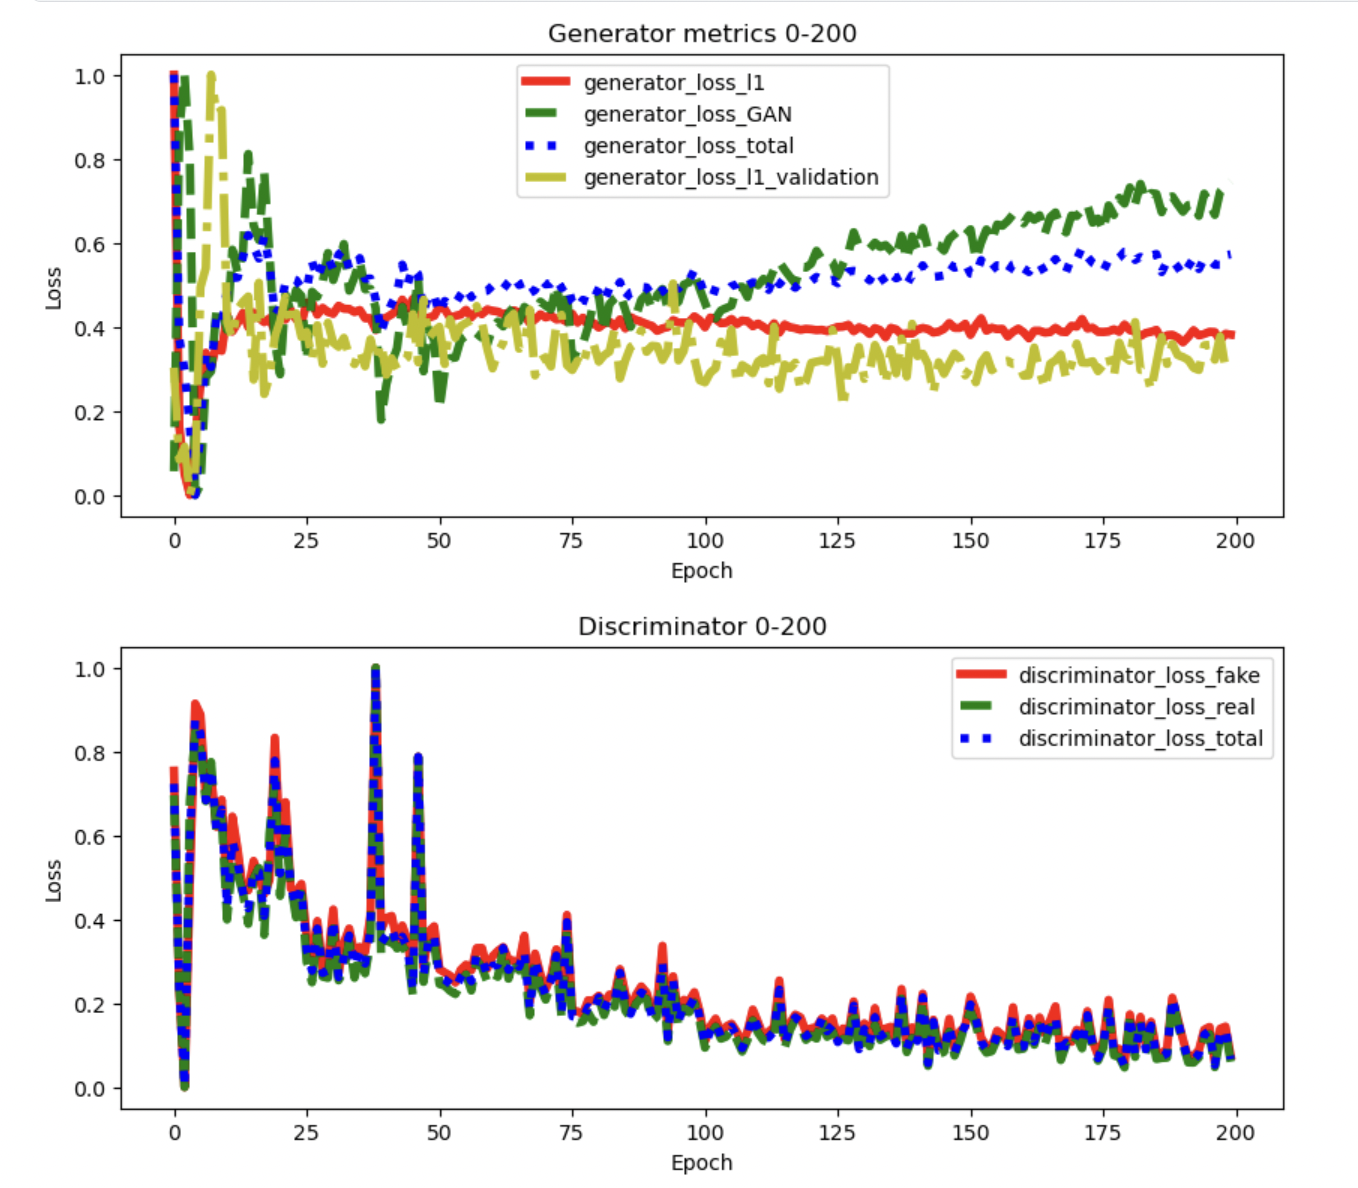 Generator metrics 0-200
generator_loss_l1
generator_loss_GAN
generator_loss_total
generator_loss_l1_validation
Loss
1.0
0.8
0.6
0.4
0.2
0.0
0 25 50 75 100 125 150 175 200
Epoch
Discriminator 0-200
discriminator_loss_fake
discriminator_loss_real
discriminator_loss_total
Loss
1.0
0.8
0.6
0.4
0.2
0.0
0 25 50 75 100 125 150 175 200
Epoch